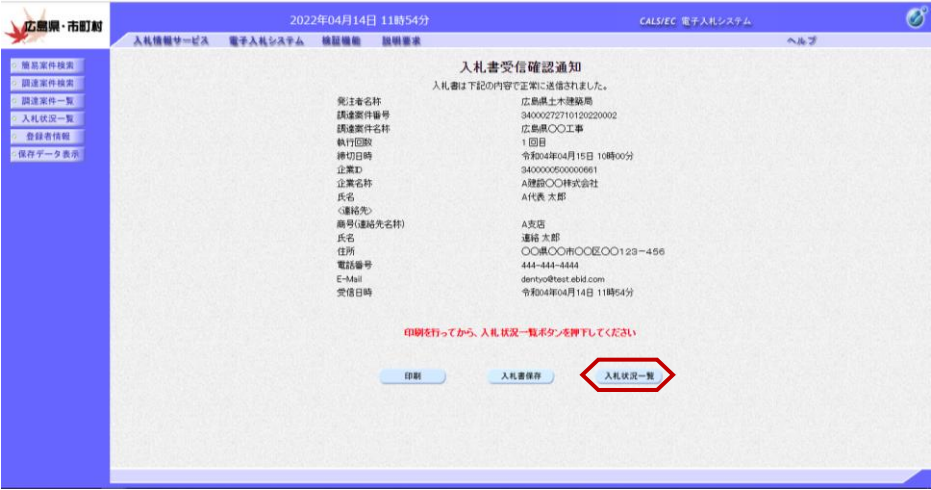 広島県・市町村
2022年04月14日 11時54分
CALS/EC 電子入札システム
入札情報サービス 電子入札システム 検証機能 説明要求 ヘルプ
簡易案件検索
調達案件検索
調達案件一覧
入札状況一覧
登録者情報
保存データ表示
入札書受信確認通知
入札書は下記の内容で正常に送信されました。
発注者名称 広島県土木建築局
調達案件番号 34000272710120220002
調達案件名称 広島県〇〇工事
執行回数 1回目
締切日時 令和04年04月15日 10時00分
企業ID 3400000500000661
企業名称 A建設〇〇株式会社
氏名 A代表 太郎
<連絡先>
商号(連絡先名称) A支店
氏名 連絡 太郎
住所 〇〇県〇〇市〇〇区〇〇123-456
電話番号 444-444-4444
E-Mail dentyo@test.ebid.com
受信日時 令和04年04月14日 11時54分
印刷を行ってから、入札状況一覧ボタンを押下してください
印刷 入札書保存 入札状況一覧